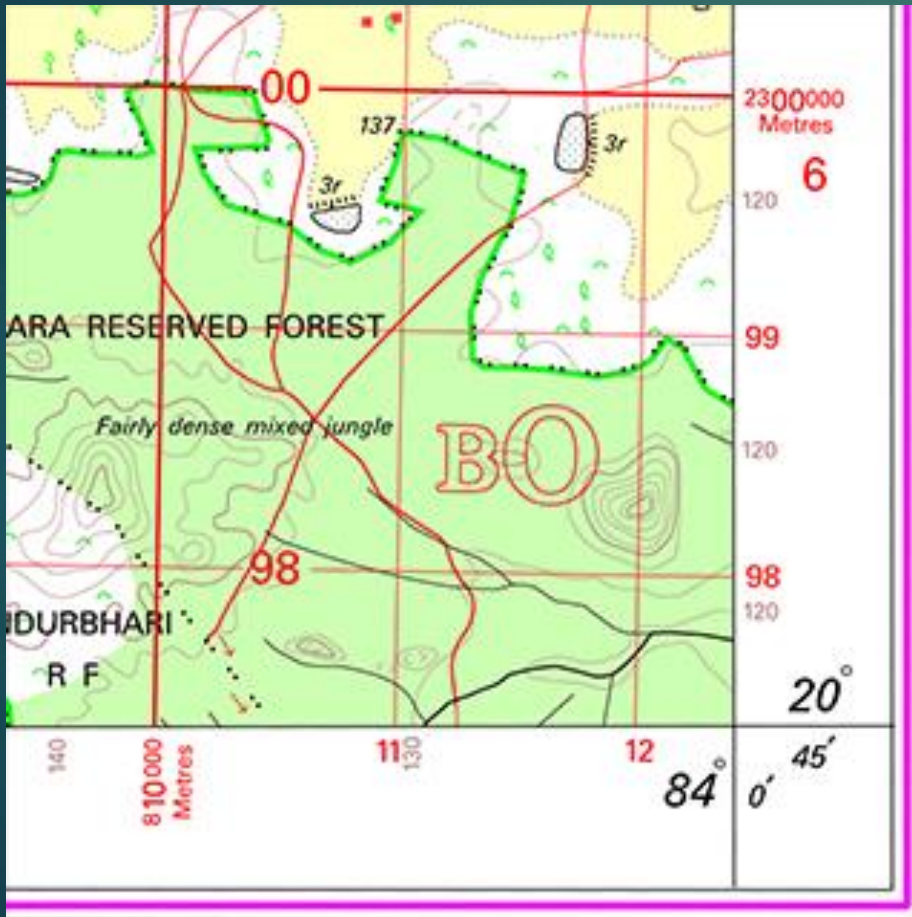 00
2300000
Metres
137
3r
6
3r
120
ARA RESERVED FOREST
99
Fairly dense mixed jungle
BO
120
98
98
120
NDURBHARI
R F
20°
140
810000
Metres
11
130
12
45′
84°
0′